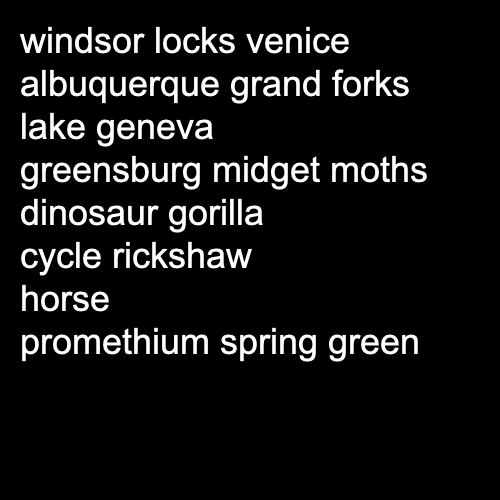 windsor locks venice
albuquerque grand forks
lake geneva
greensburg midget moths
dinosaur gorilla
cycle rickshaw
horse
promethium spring green